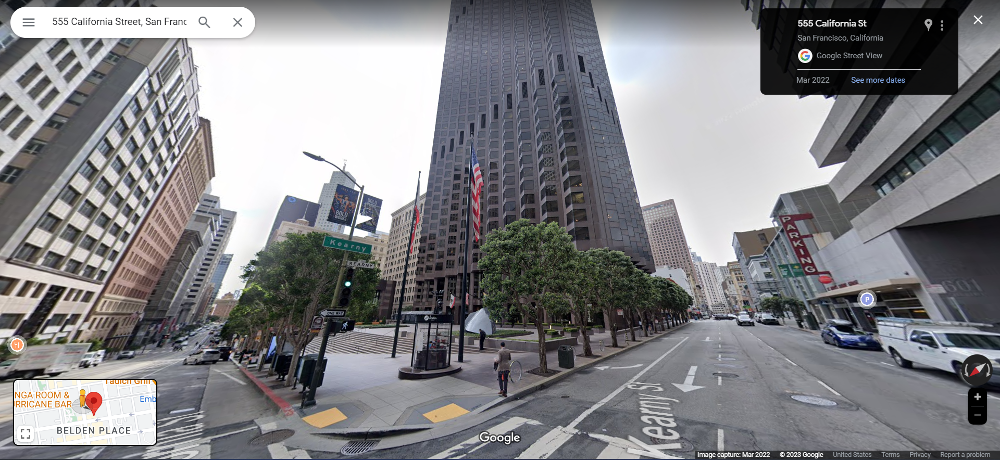 555 California Street, San Franc
555 California St
San Francisco, California
Google Street View
Mar 2022
See more dates
BOLD
WORKS
BOLD
Kearny
KEARNY
ONE WAY
PARKING
601
P
Kearny St
Tadich Grill
NGA ROOM &
RRICANE BAR
Emb
BELDEN PLACE
Google
Image capture: Mar 2022
© 2023 Google
United States
Terms
Privacy
Report a problem